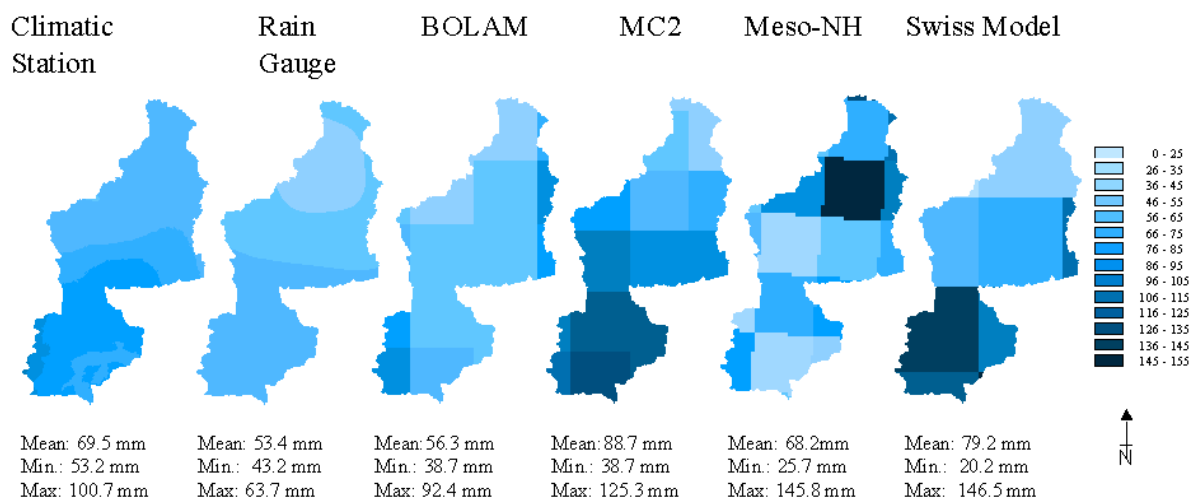 Climatic Station
Rain Gauge
BOLAM
MC2
Meso-NH
Swiss Model
0 - 25
26 - 35
36 - 45
46 - 55
56 - 65
66 - 75
76 - 85
86 - 95
96 - 105
106 - 115
116 - 125
126 - 135
136 - 145
145 - 155
N
Mean: 69.5 mm
Min.: 53.2 mm
Max: 100.7 mm
Mean: 53.4 mm
Min.: 43.2 mm
Max: 63.7 mm
Mean: 56.3 mm
Min.: 38.7 mm
Max: 92.4 mm
Mean: 88.7 mm
Min.: 38.7 mm
Max: 125.3 mm
Mean: 68.2mm
Min.: 25.7 mm
Max: 145.8 mm
Mean: 79.2 mm
Min.: 20.2 mm
Max: 146.5 mm